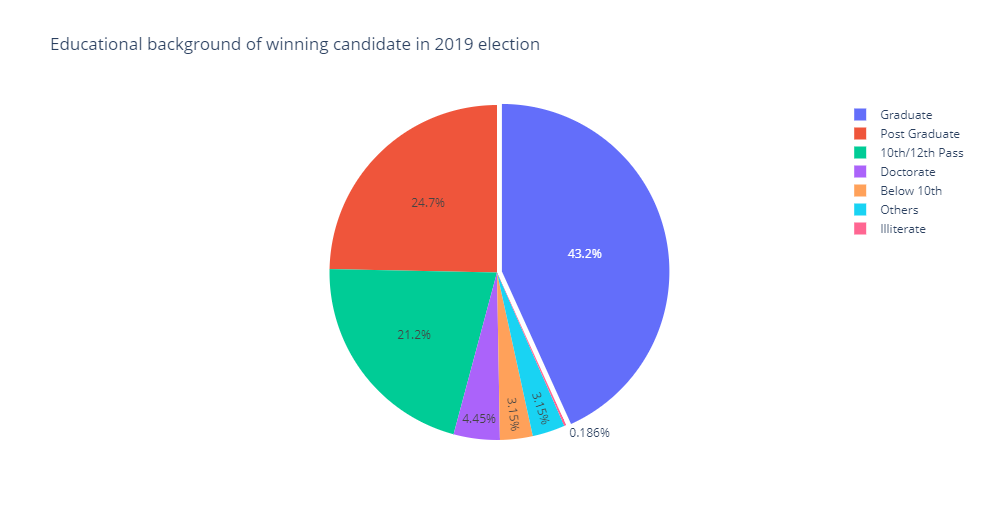 Educational background of winning candidate in 2019 election
Graduate
Post Graduate
10th/12th Pass
Doctorate
Below 10th
Others
Illiterate
24.7%
43.2%
21.2%
4.45%
3.15%
3.15%
0.186%